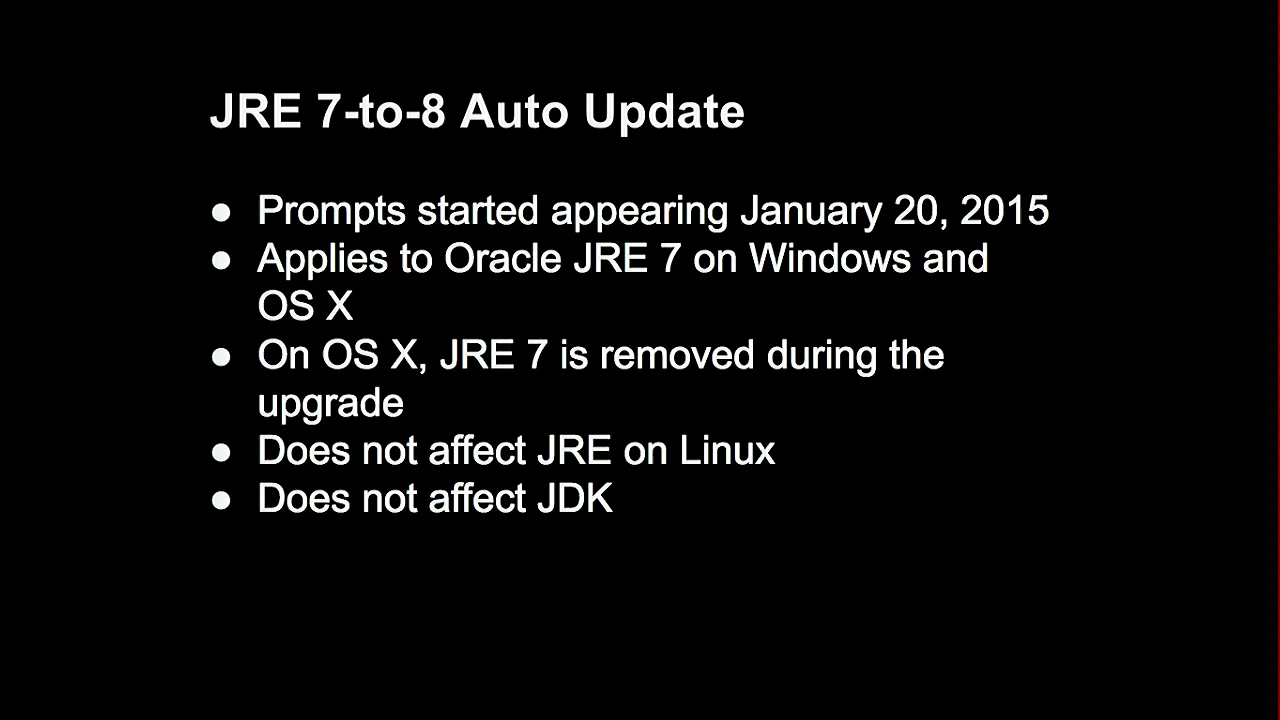 JRE 7-to-8 Auto Update
● Prompts started appearing January 20, 2015
● Applies to Oracle JRE 7 on Windows and
OS X
● On OS X, JRE 7 is removed during the
upgrade
● Does not affect JRE on Linux
● Does not affect JDK